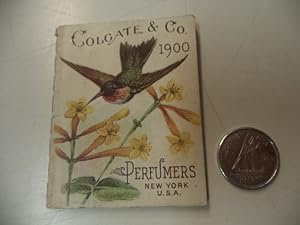 COLGATE & CO.
1900
PERFUMERS
NEW YORK
U.S.A.